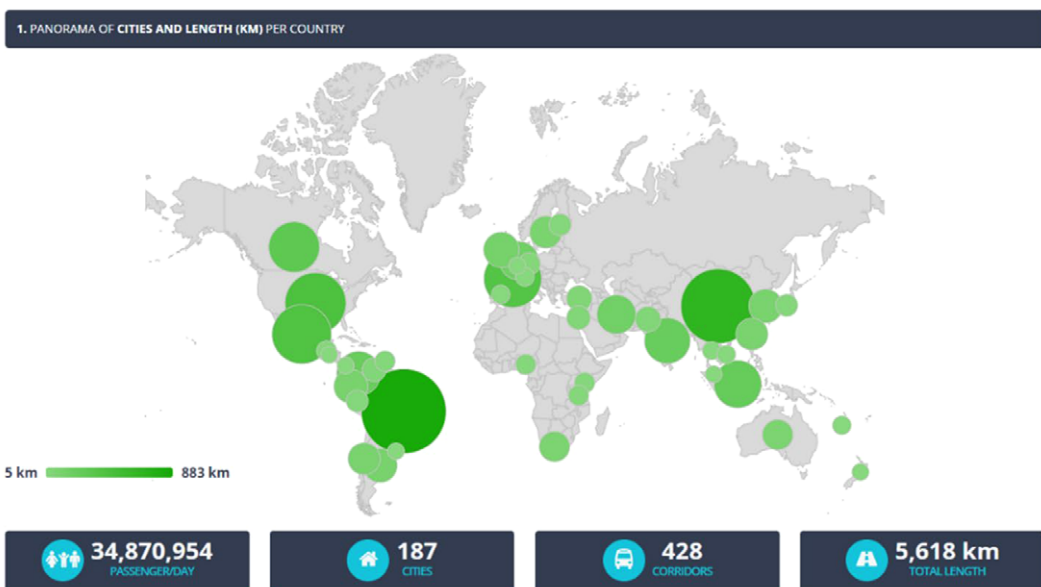 1. PANORAMA OF CITIES AND LENGTH (KM) PER COUNTRY
5 km 883 km
34,870,954
PASSENGER/DAY
187
CITIES
428
CORRIDORS
5,618 km
TOTAL LENGTH